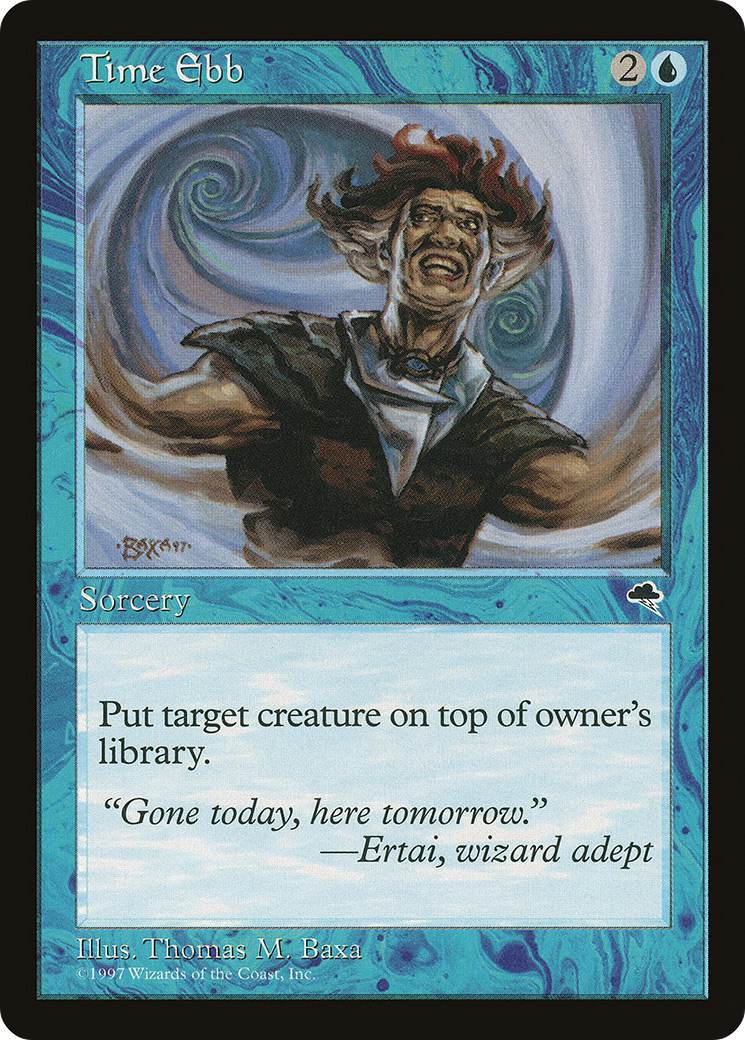 Time Ebb
2
·BAXA97·
Sorcery
Put target creature on top of owner’s
library.
“Gone today, here tomorrow.”
—Ertai, wizard adept
Illus. Thomas M. Baxa
©1997 Wizards of the Coast, Inc.